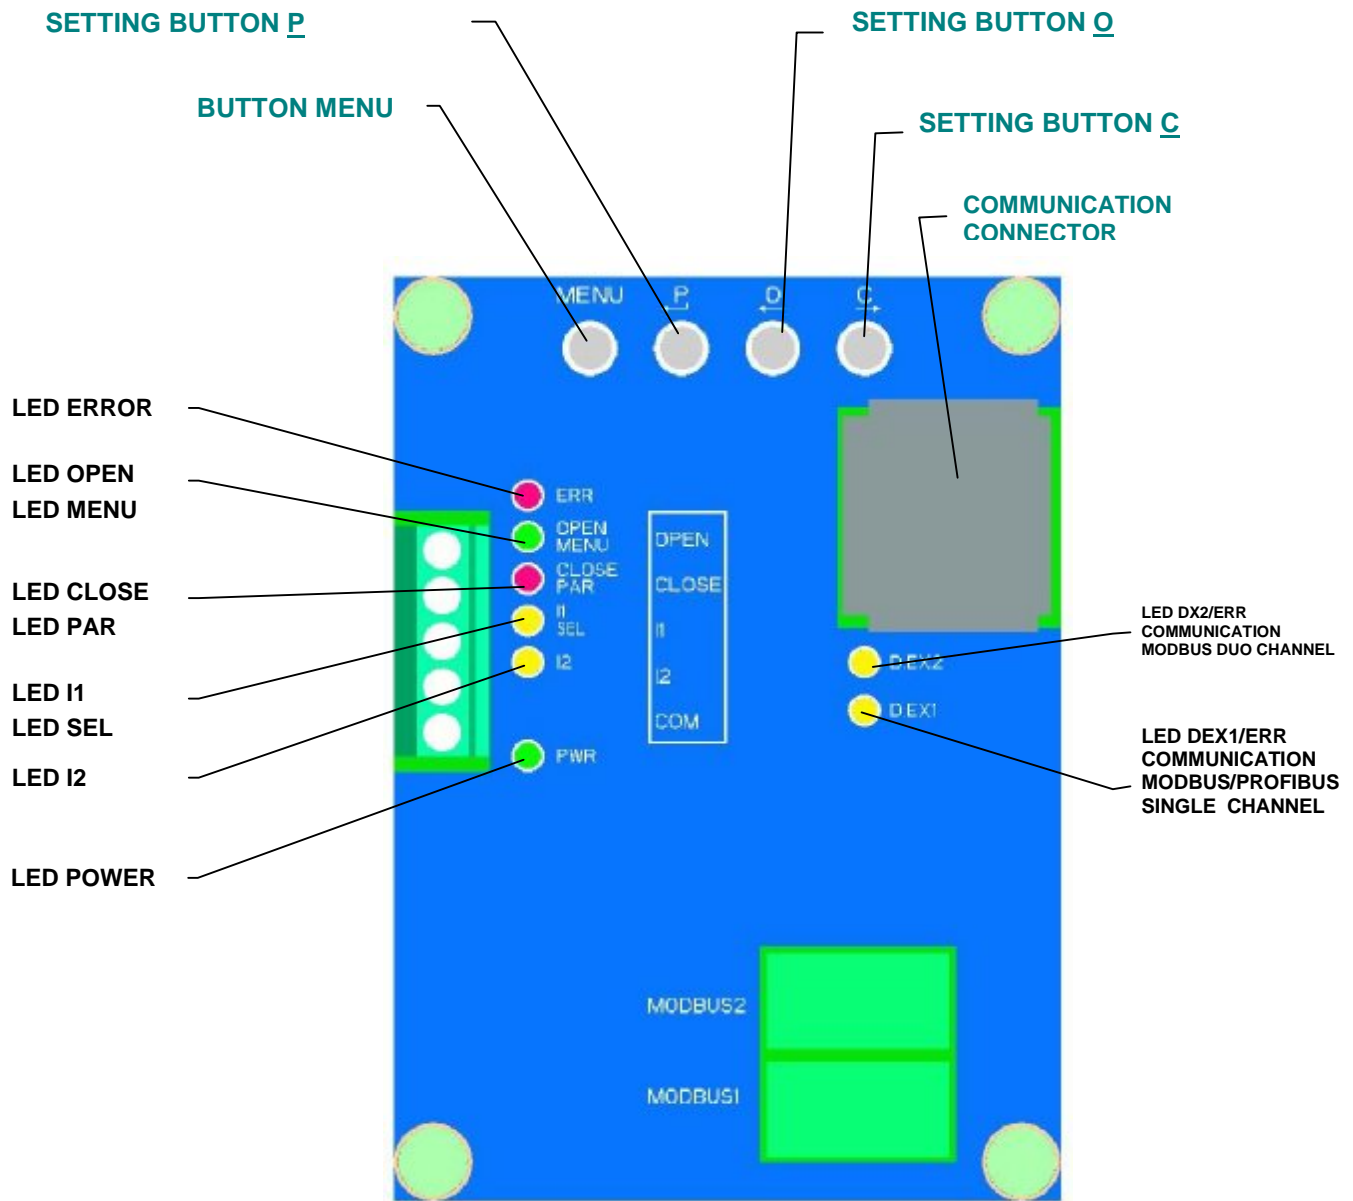 SETTING BUTTON P
SETTING BUTTON O
BUTTON MENU
SETTING BUTTON C
COMMUNICATION
CONNECTOR
MENU
P
O
C
LED ERROR
LED OPEN
LED MENU
LED CLOSE
LED PAR
LED I1
LED SEL
LED I2
LED POWER
ERR
OPEN
MENU
CLOSE
PAR
I1
SEL
I2
PWR
OPEN
CLOSE
I1
I2
COM
D.EX2
D.EX1
LED DX2/ERR
COMMUNICATION
MODBUS DUO CHANNEL
LED DEX1/ERR
COMMUNICATION
MODBUS/PROFIBUS
SINGLE CHANNEL
MODBUS2
MODBUS1